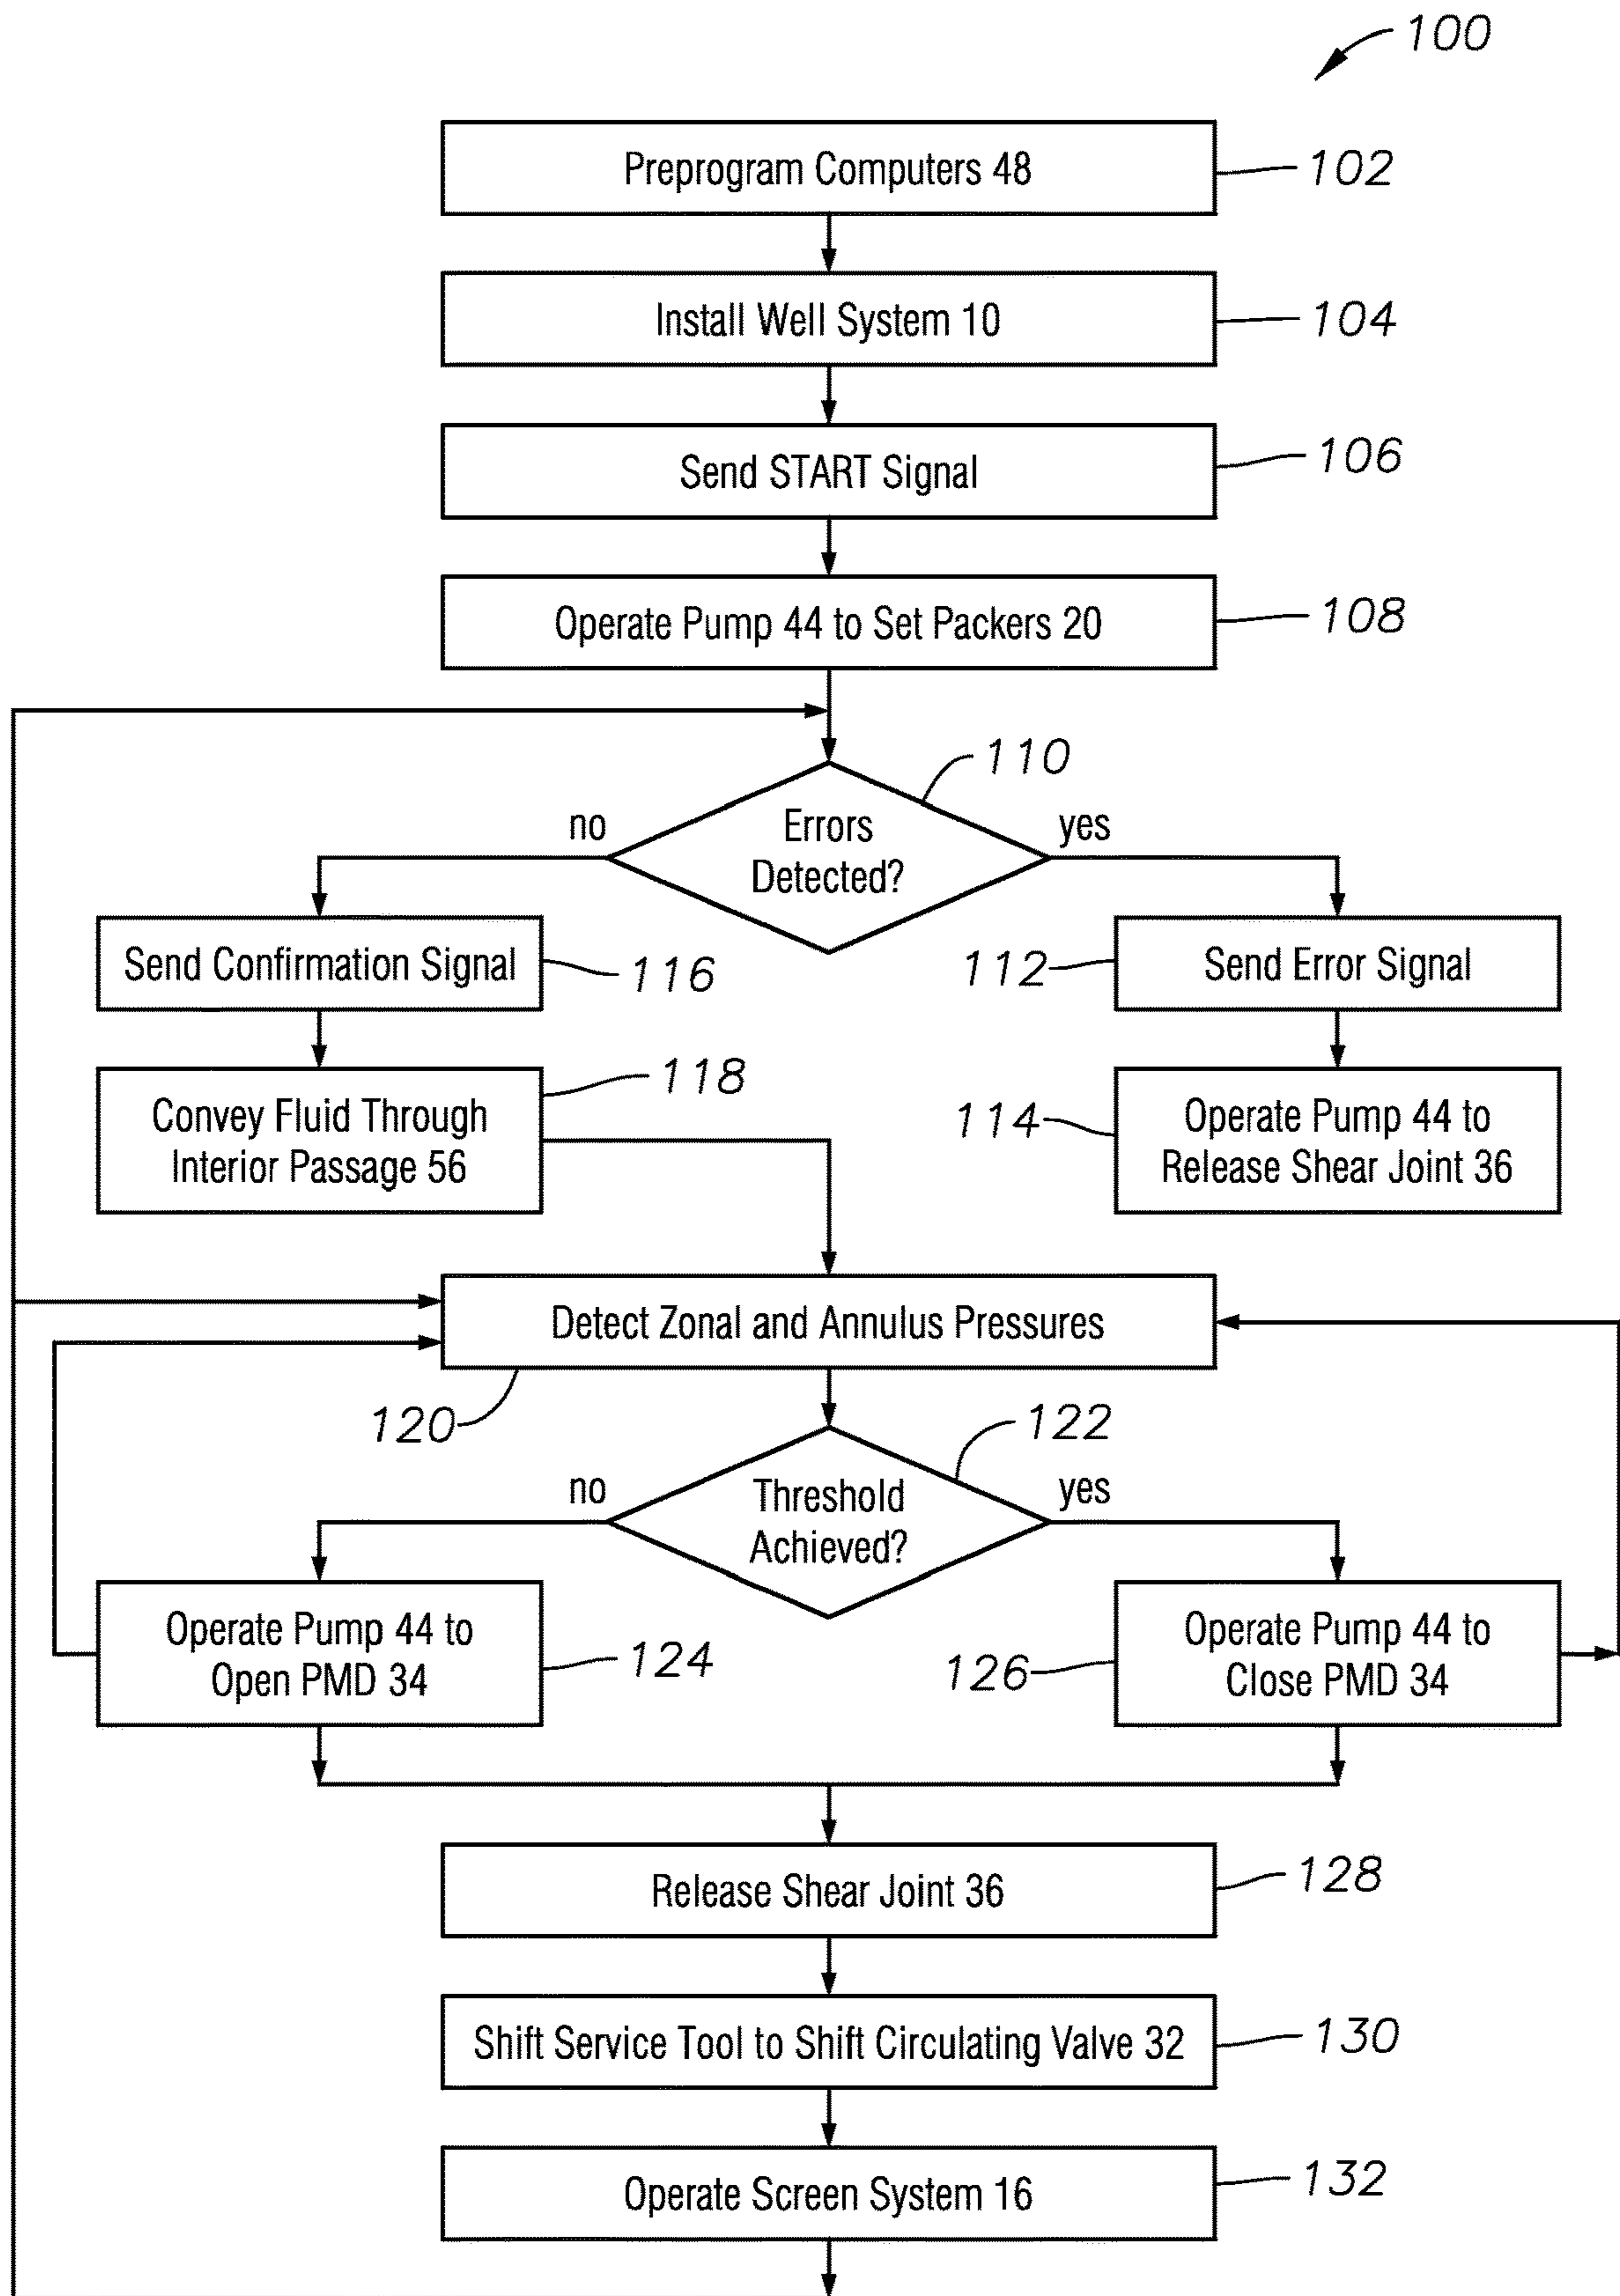 100
Preprogram Computers 48
102
Install Well System 10
104
Send START Signal
106
Operate Pump 44 to Set Packers 20
108
110
no
Errors
Detected?
yes
Send Confirmation Signal
116
112
Send Error Signal
118
Convey Fluid Through
Interior Passage 56
114
Operate Pump 44 to
Release Shear Joint 36
Detect Zonal and Annulus Pressures
120
122
no
Threshold
Achieved?
yes
Operate Pump 44 to
Open PMD 34
124
126
Operate Pump 44 to
Close PMD 34
Release Shear Joint 36
128
Shift Service Tool to Shift Circulating Valve 32
130
Operate Screen System 16
132